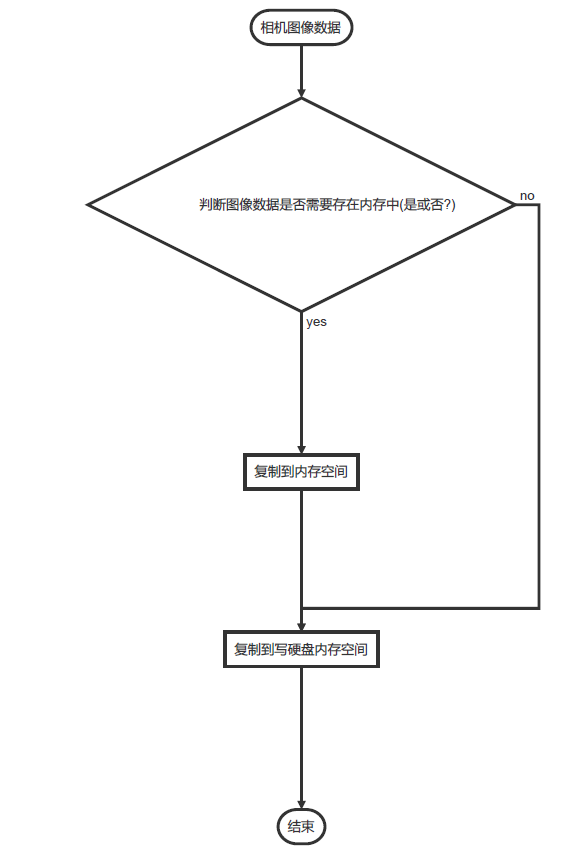 相机图像数据
判断图像数据是否需要存在内存中(是或否?)
no
yes
复制到内存空间
复制到写硬盘内存空间
结束